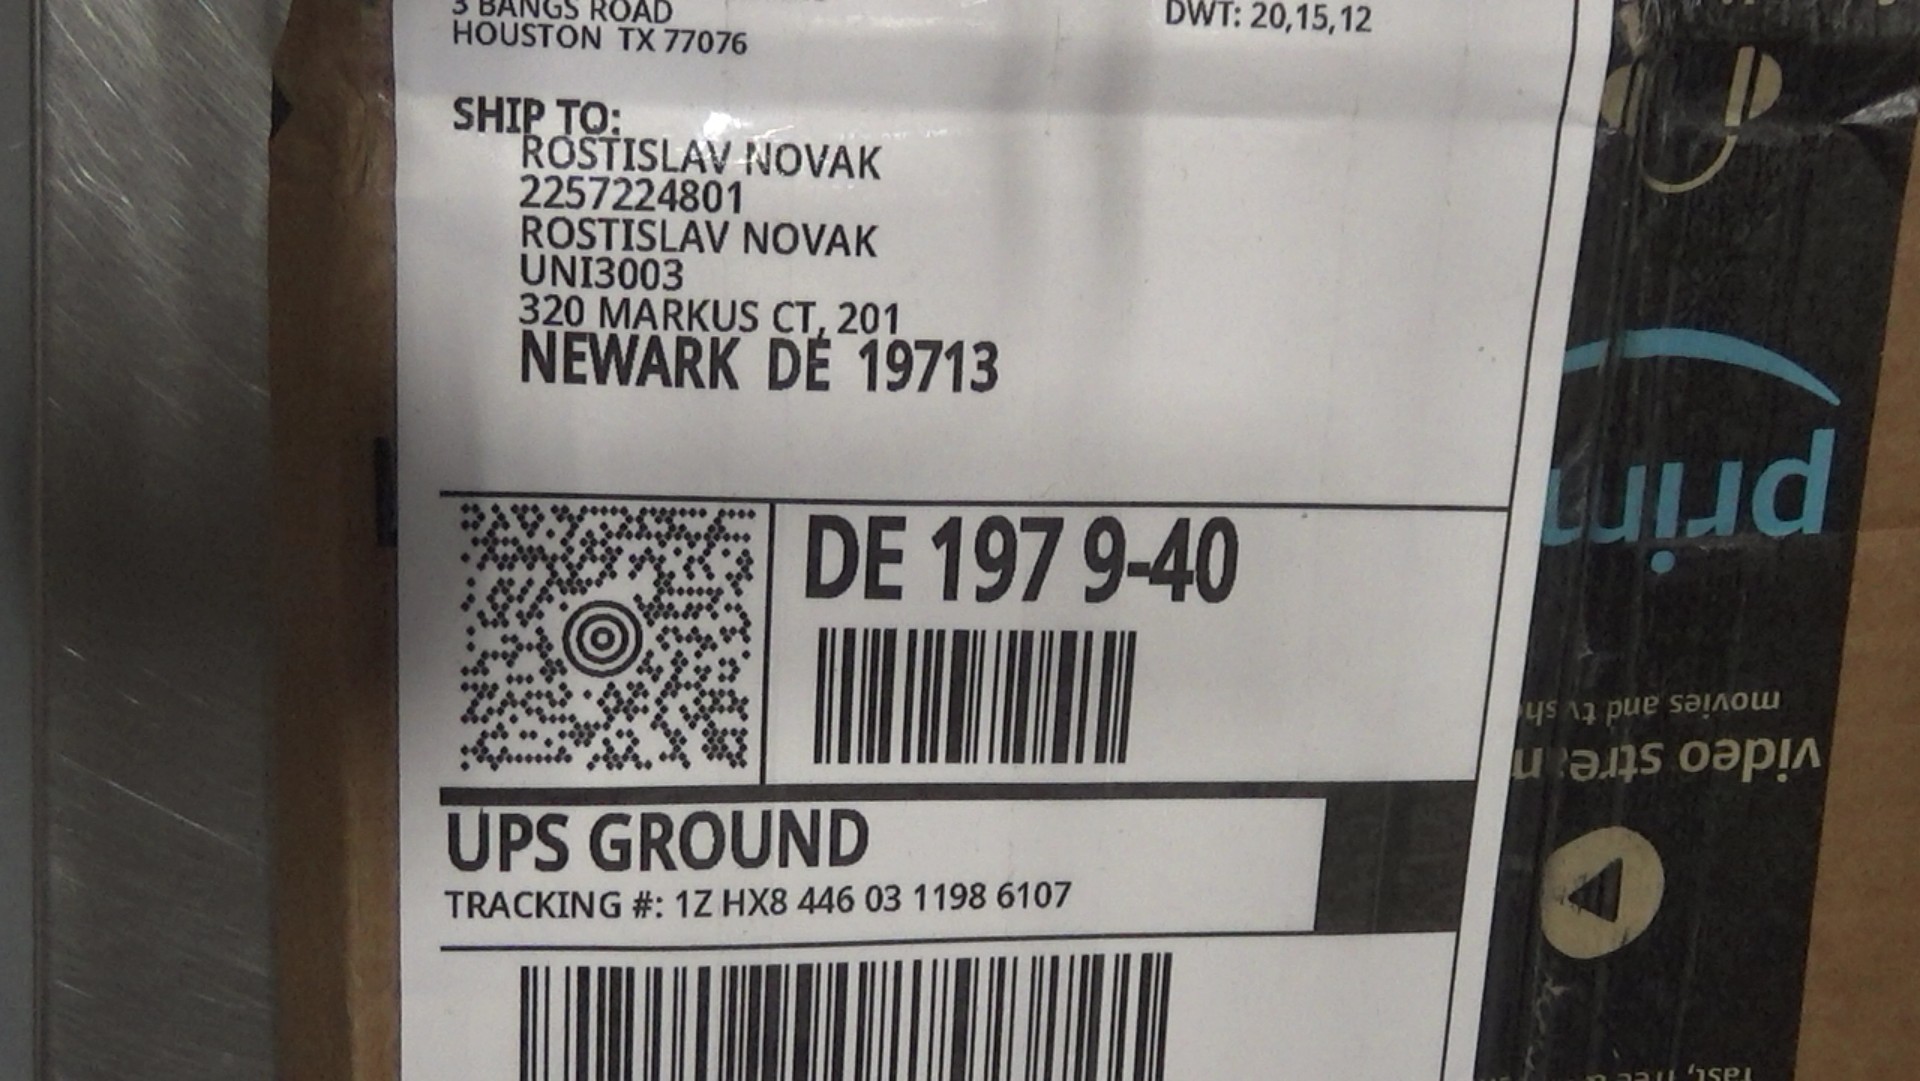 3 BANGS ROAD
HOUSTON TX 77076
DWT: 20,15,12
SHIP TO:
ROSTISLAV NOVAK
2257224801
ROSTISLAV NOVAK
UNI3003
320 MARKUS CT, 201
NEWARK DE 19713
DE 197 9-40
UPS GROUND
TRACKING #: 1Z HX8 446 03 1198 6107
prim
movies and tv sh
video strea
fast, free